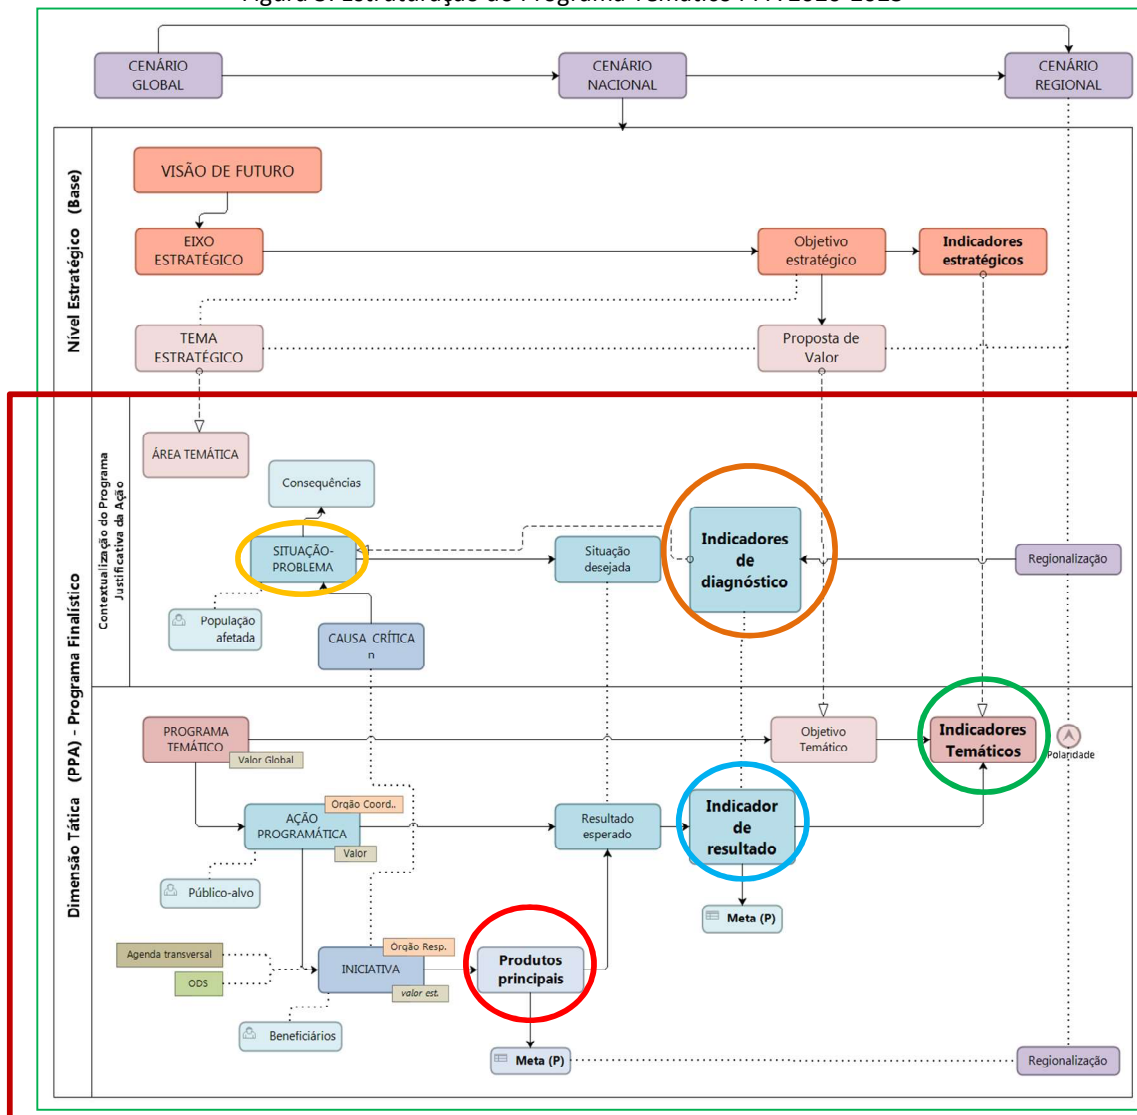 CENÁRIO
GLOBAL
CENÁRIO
NACIONAL
CENÁRIO
REGIONAL
Nível Estratégico (Base)
VISÃO DE FUTURO
EIXO
ESTRATÉGICO
Objetivo
estratégico
Indicadores
estratégicos
TEMA
ESTRATÉGICO
Proposta de
Valor
Dimensão Tática (PPA) - Programa Finalístico
Contextualização do Programa
Justificativa da Ação
ÁREA TEMÁTICA
Consequências
SITUAÇÃO-
PROBLEMA
Situação
desejada
Indicadores
de
diagnóstico
Regionalização
População
afetada
CAUSA CRÍTICA
n
PROGRAMA
TEMÁTICO
Valor Global
Objetivo
Temático
Indicadores
Temáticos
Polaridade
Órgão Coord..
AÇÃO
PROGRAMÁTICA
Valor
Resultado
esperado
Indicador
de
resultado
Público-alvo
Meta (P)
Agenda transversal
ODS
Órgão Resp.
INICIATIVA
valor est.
Produtos
principais
Beneficiários
Meta (P)
Regionalização